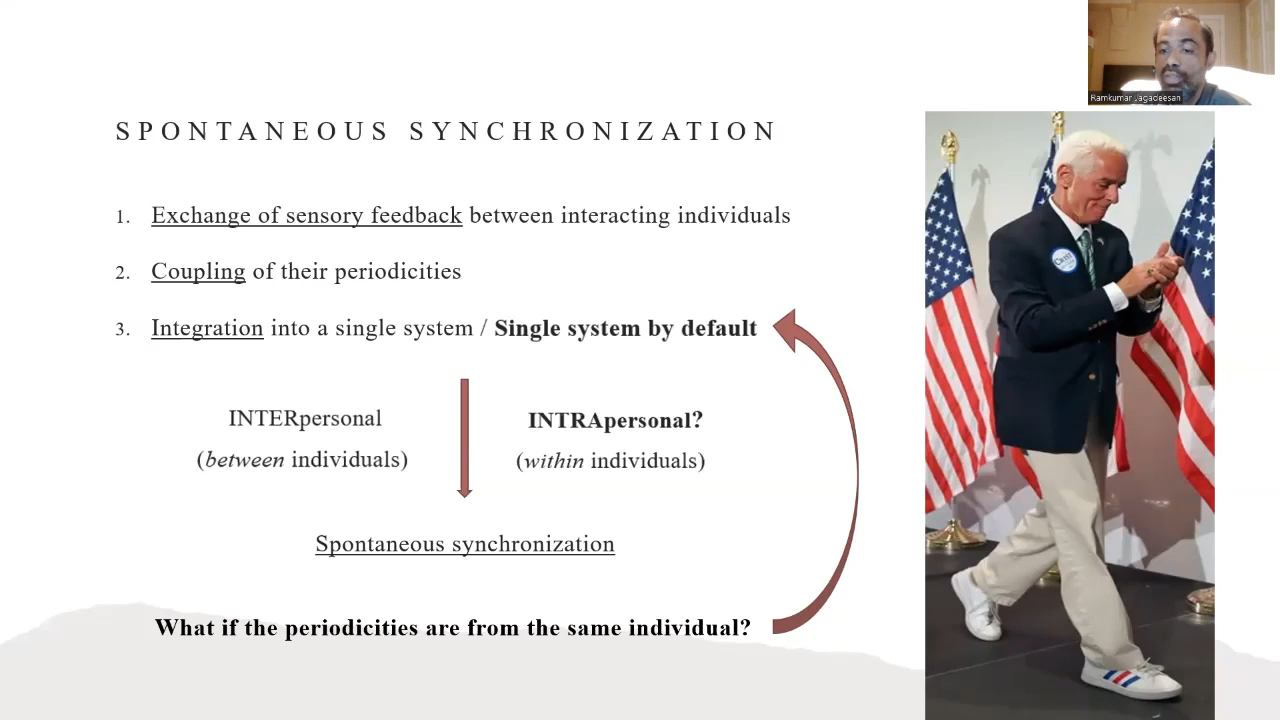 Ramkumar Jagadeesan
SPONTANEOUS SYNCHRONIZATION
1. Exchange of sensory feedback between interacting individuals
2. Coupling of their periodicities
3. Integration into a single system / Single system by default
INTERpersonal
(between individuals)
INTRApersonal?
(within individuals)
Spontaneous synchronization
What if the periodicities are from the same individual?